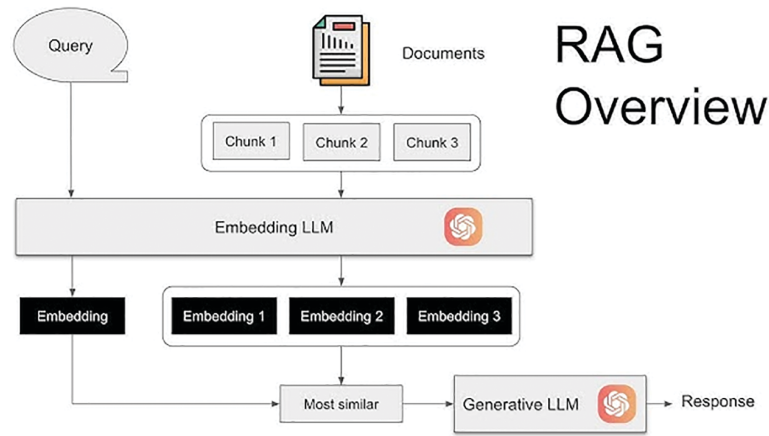 Query
Documents
RAG
Overview
Chunk 1
Chunk 2
Chunk 3
Embedding LLM
Embedding
Embedding 1
Embedding 2
Embedding 3
Most similar
Generative LLM
Response